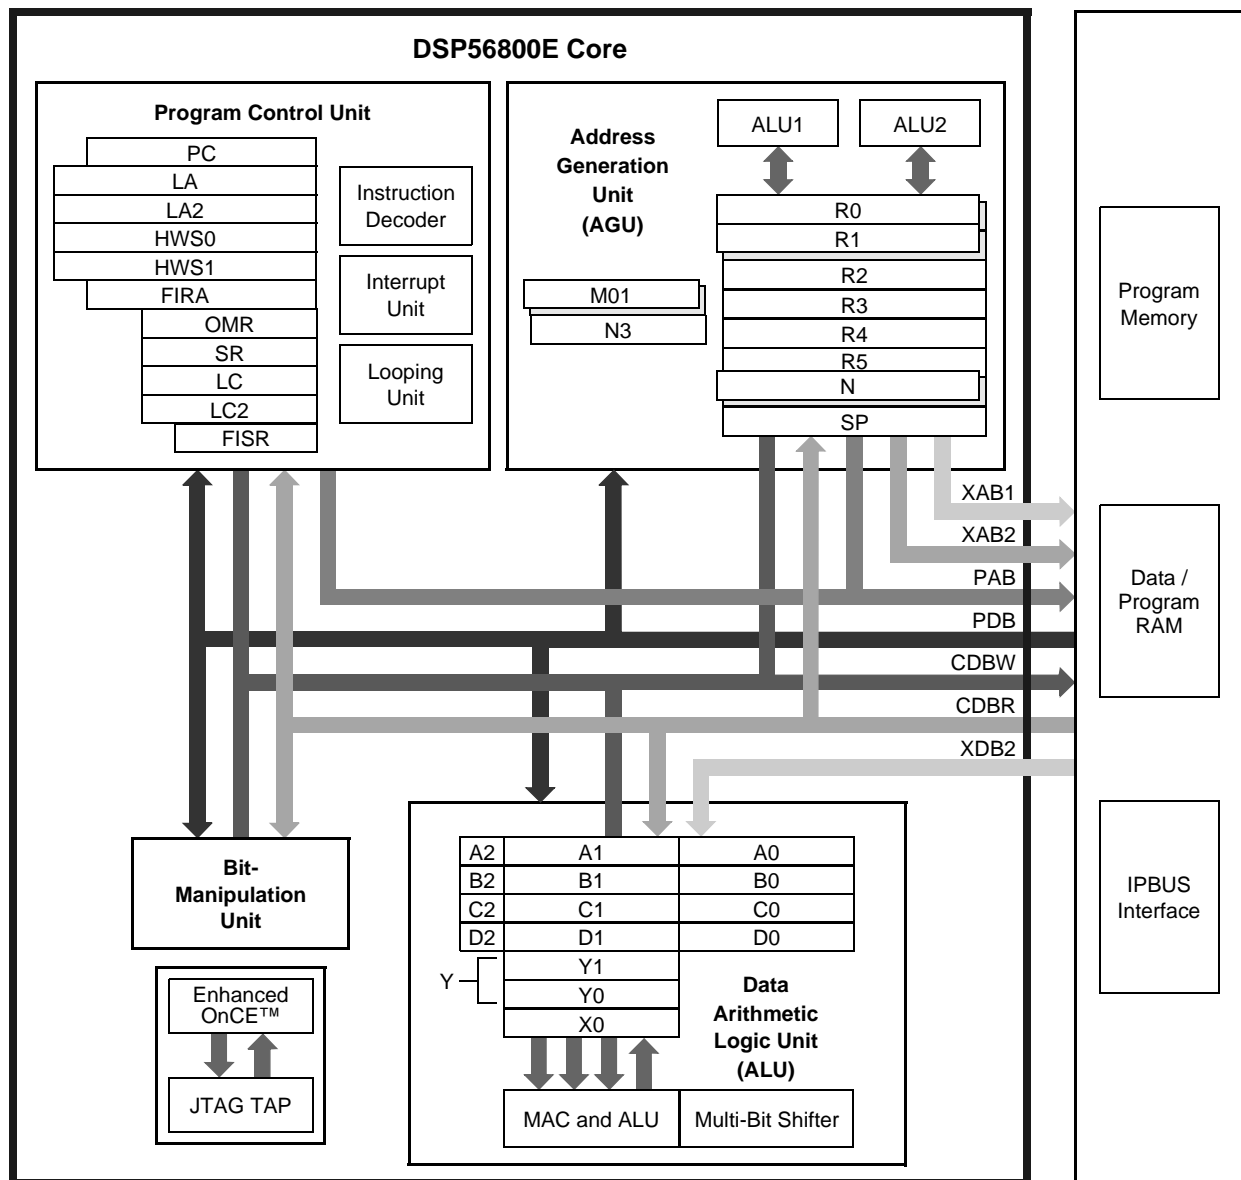 DSP56800E Core
Program Control Unit
PC
LA
LA2
HWS0
HWS1
FIRA
OMR
SR
LC
LC2
FISR
Instruction
Decoder
Interrupt
Unit
Looping
Unit
Address
Generation
Unit
(AGU)
ALU1
ALU2
R0
R1
R2
R3
R4
R5
N
SP
M01
N3
XAB1
XAB2
PAB
PDB
CDBW
CDBR
XDB2
Program
Memory
Data /
Program
RAM
IPBUS
Interface
Bit-
Manipulation
Unit
Enhanced
OnCE™
JTAG TAP
A2 A1 A0
B2 B1 B0
C2 C1 C0
D2 D1 D0
Y
Y1
Y0
X0
Data
Arithmetic
Logic Unit
(ALU)
MAC and ALU
Multi-Bit Shifter